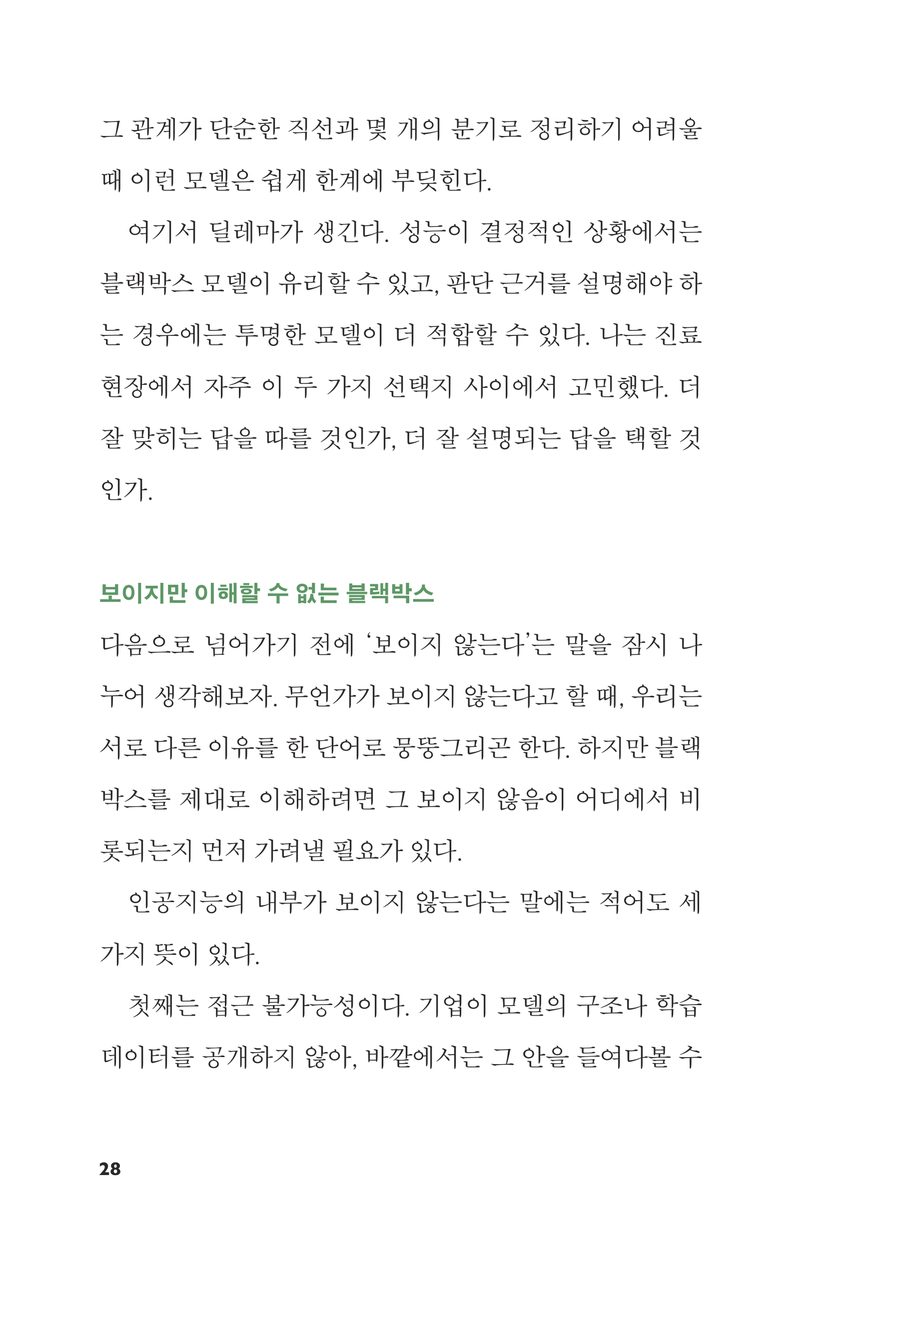 그 관계가 단순한 직선과 몇 개의 분기로 정리하기 어려울
때 이런 모델은 쉽게 한계에 부딪힌다.
여기서 딜레마가 생긴다. 성능이 결정적인 상황에서는
블랙박스 모델이 유리할 수 있고, 판단 근거를 설명해야 하
는 경우에는 투명한 모델이 더 적합할 수 있다. 나는 진료
현장에서 자주 이 두 가지 선택지 사이에서 고민했다. 더
잘 맞히는 답을 따를 것인가, 더 잘 설명되는 답을 택할 것
인가.
보이지만 이해할 수 없는 블랙박스
다음으로 넘어가기 전에 ‘보이지 않는다’는 말을 잠시 나
누어 생각해보자. 무언가가 보이지 않는다고 할 때, 우리는
서로 다른 이유를 한 단어로 뭉뚱그리곤 한다. 하지만 블랙
박스를 제대로 이해하려면 그 보이지 않음이 어디에서 비
롯되는지 먼저 가려낼 필요가 있다.
인공지능의 내부가 보이지 않는다는 말에는 적어도 세
가지 뜻이 있다.
첫째는 접근 불가능성이다. 기업이 모델의 구조나 학습
데이터를 공개하지 않아, 바깥에서는 그 안을 들여다볼 수
28